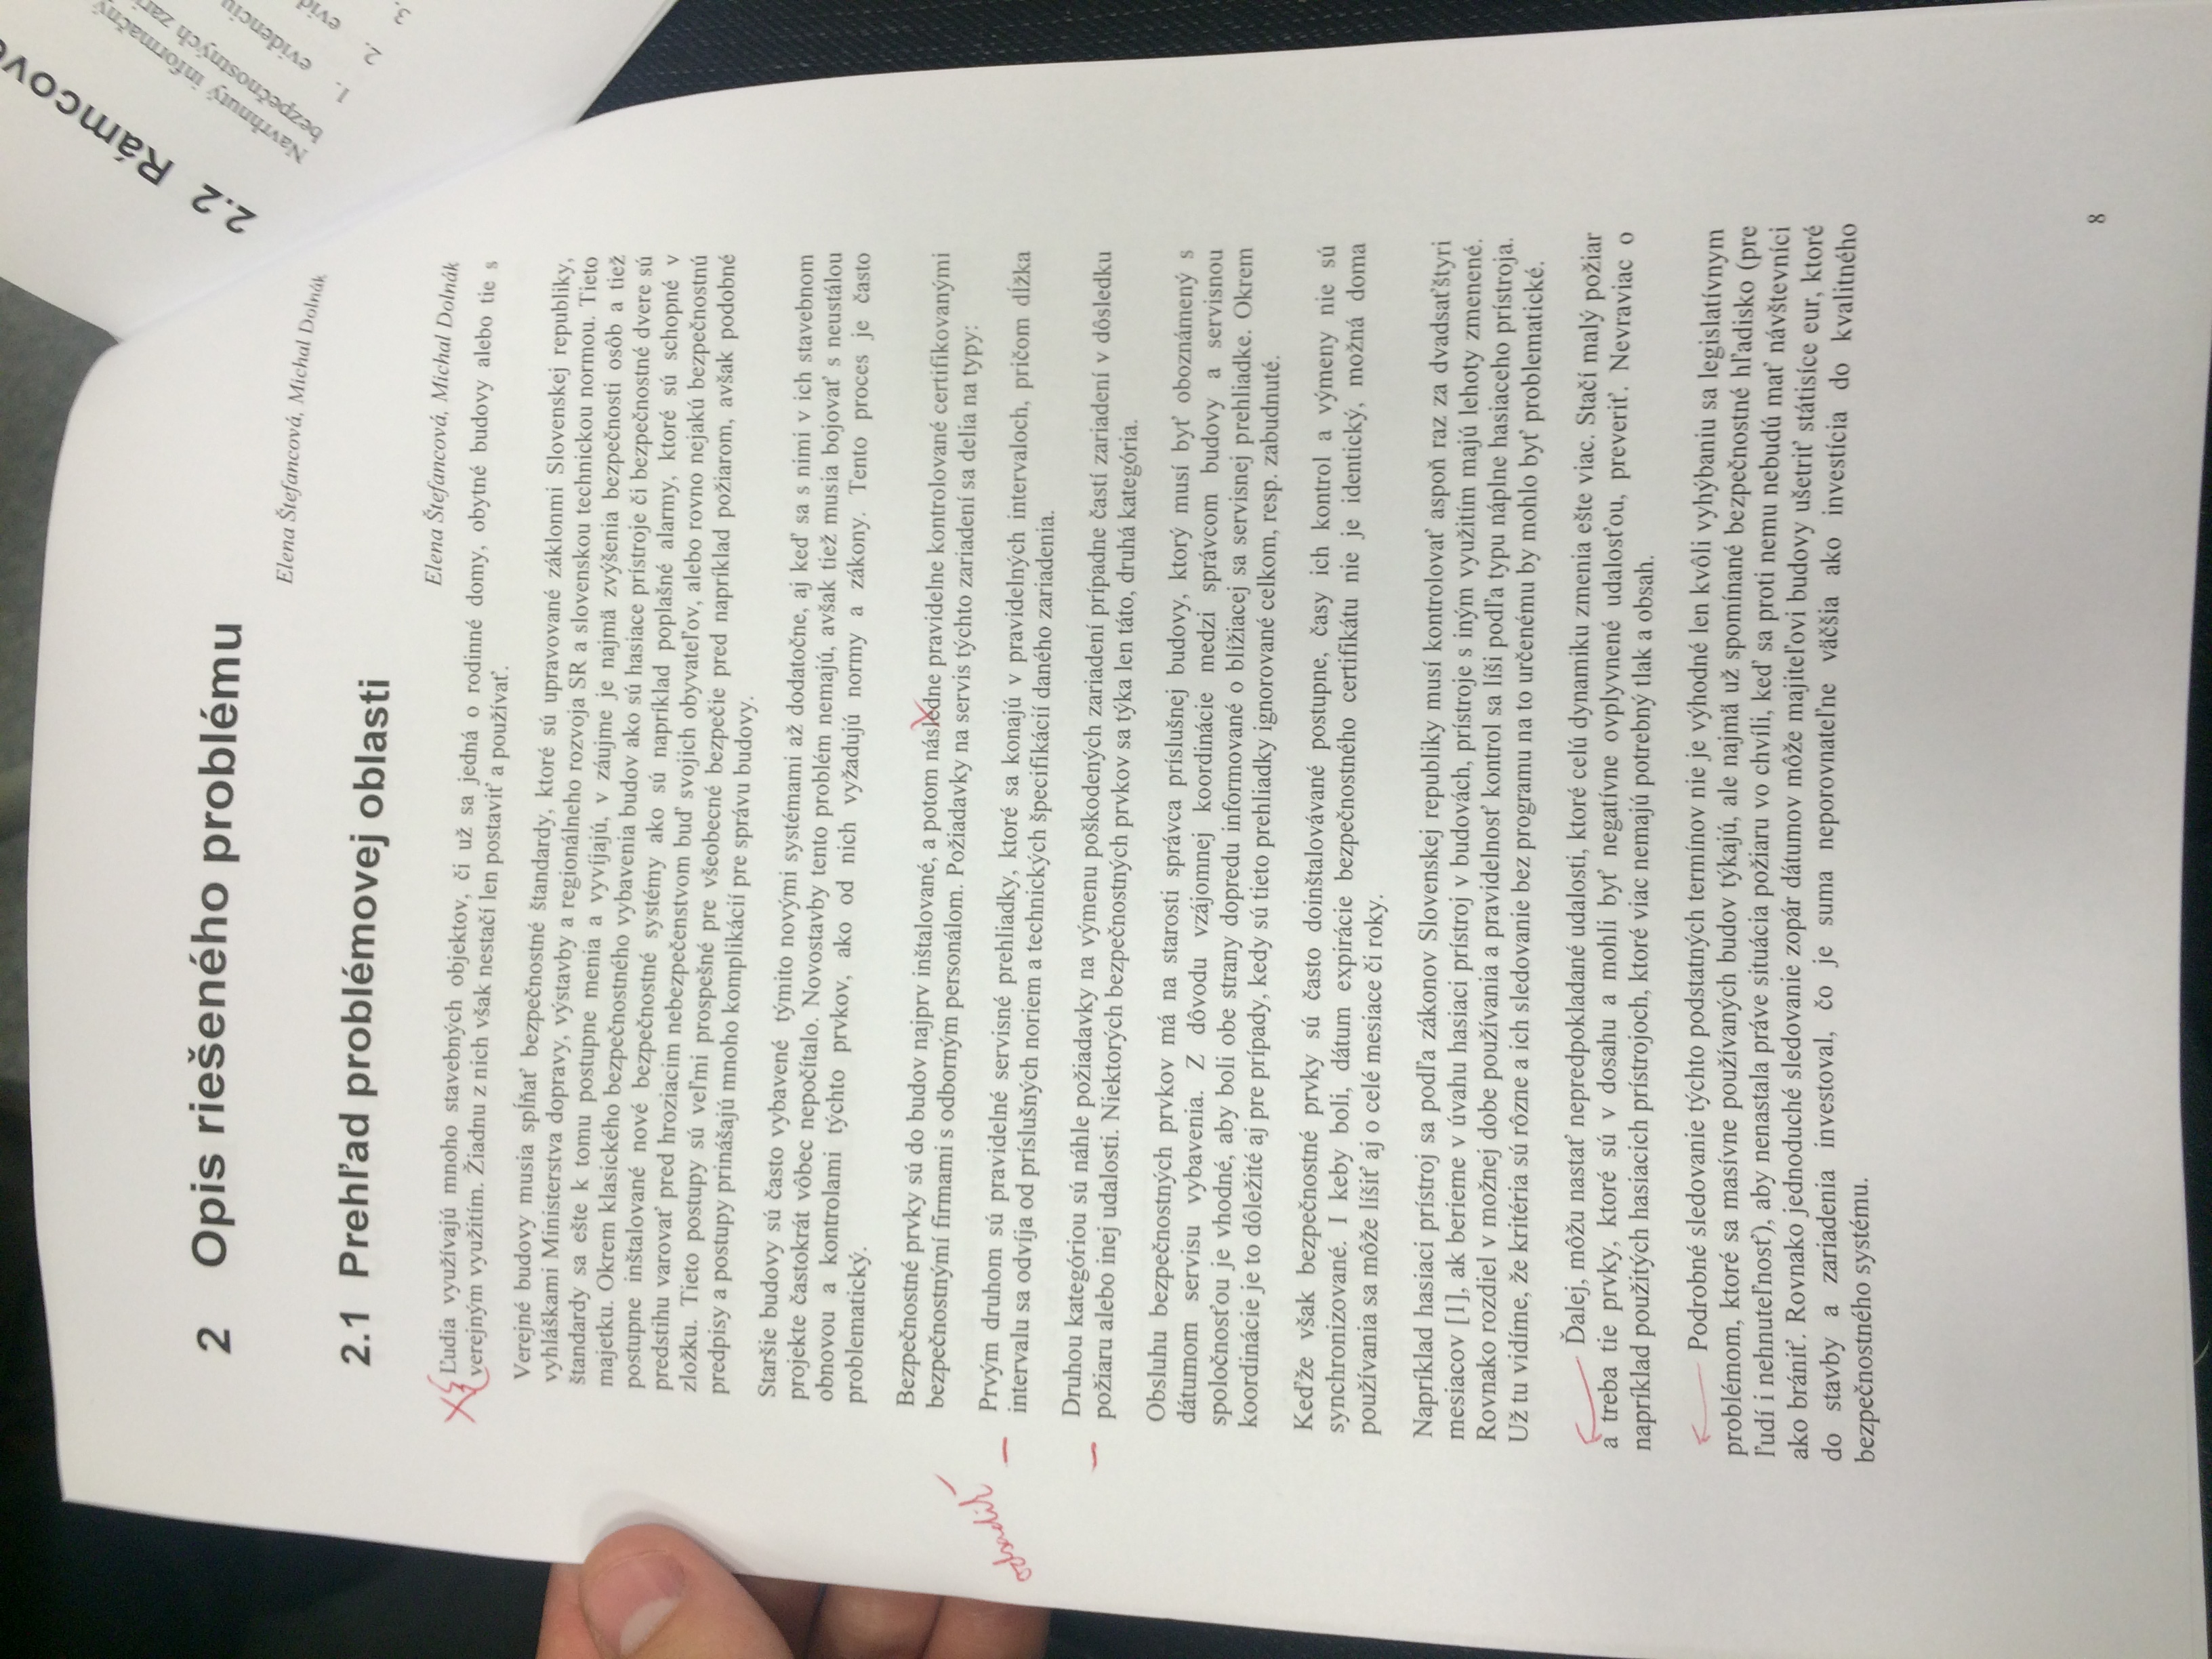 2 Opis riešeného problému
Elena Štefancová, Michal Dolnák
2.1 Prehľad problémovej oblasti
Elena Štefancová, Michal Dolnák
Ľudia využívajú mnoho stavebných objektov, či už sa jedná o rodinné domy, obytné budovy alebo tie s
verejným využitím. Žiadnu z nich však nestačí len postaviť a používať.
Verejné budovy musia spĺňať bezpečnostné štandardy, ktoré sú upravované záklonmi Slovenskej republiky,
vyhláškami Ministerstva dopravy, výstavby a regionálneho rozvoja SR a slovenskou technickou normou. Tieto
štandardy sa ešte k tomu postupne menia a vyvíjajú, v záujme je najmä zvýšenia bezpečnosti osôb a tiež
majetku. Okrem klasického bezpečnostného vybavenia budov ako sú hasiace prístroje či bezpečnostné dvere sú
postupne inštalované nové bezpečnostné systémy ako sú napríklad poplašné alarmy, ktoré sú schopné v
predstihu varovať pred hroziacim nebezpečenstvom buď svojich obyvateľov, alebo rovno nejakú bezpečnostnú
zložku. Tieto postupy sú veľmi prospešné pre všeobecné bezpečie pred napríklad požiarom, avšak podobné
predpisy a postupy prinášajú mnoho komplikácií pre správu budovy.
Staršie budovy sú často vybavené týmito novými systémami až dodatočne, aj keď sa s nimi v ich stavebnom
projekte častokrát vôbec nepočítalo. Novostavby tento problém nemajú, avšak tiež musia bojovať s neustálou
obnovou a kontrolami týchto prvkov, ako od nich vyžadujú normy a zákony. Tento proces je často
problematický.
Bezpečnostné prvky sú do budov najprv inštalované, a potom následne pravidelne kontrolované certifikovanými
bezpečnostnými firmami s odborným personálom. Požiadavky na servis týchto zariadení sa delia na typy:
odsadiť
Prvým druhom sú pravidelné servisné prehliadky, ktoré sa konajú v pravidelných intervaloch, pričom dĺžka
intervalu sa odvíja od príslušných noriem a technických špecifikácií daného zariadenia.
Druhou kategóriou sú náhle požiadavky na výmenu poškodených zariadení prípadne častí zariadení v dôsledku
požiaru alebo inej udalosti. Niektorých bezpečnostných prvkov sa týka len táto, druhá kategória.
Obsluhu bezpečnostných prvkov má na starosti správca príslušnej budovy, ktorý musí byť oboznámený s
dátumom servisu vybavenia. Z dôvodu vzájomnej koordinácie medzi správcom budovy a servisnou
spoločnosťou je vhodné, aby boli obe strany dopredu informované o blížiacej sa servisnej prehliadke. Okrem
koordinácie je to dôležité aj pre prípady, kedy sú tieto prehliadky ignorované celkom, resp. zabudnuté.
Keďže však bezpečnostné prvky sú často doinštalovávané postupne, časy ich kontrol a výmeny nie sú
synchronizované. I keby boli, dátum expirácie bezpečnostného certifikátu nie je identický, možná doma
používania sa môže líšiť aj o celé mesiace či roky.
Napríklad hasiaci prístroj sa podľa zákonov Slovenskej republiky musí kontrolovať aspoň raz za dvadsaťštyri
mesiacov [1], ak berieme v úvahu hasiaci prístroj v budovách, prístroje s iným využitím majú lehoty zmenené.
Rovnako rozdiel v možnej dobe používania a pravidelnosť kontrol sa líši podľa typu náplne hasiaceho prístroja.
Už tu vidíme, že kritéria sú rôzne a ich sledovanie bez programu na to určenému by mohlo byť problematické.
Ďalej, môžu nastať nepredpokladané udalosti, ktoré celú dynamiku zmenia ešte viac. Stačí malý požiar
a treba tie prvky, ktoré sú v dosahu a mohli byť negatívne ovplyvnené udalosťou, preveriť. Nevraviac o
napríklad použitých hasiacich prístrojoch, ktoré viac nemajú potrebný tlak a obsah.
Podrobné sledovanie týchto podstatných termínov nie je výhodné len kvôli vyhýbaniu sa legislatívnym
problémom, ktoré sa masívne používaných budov týkajú, ale najmä už spomínané bezpečnostné hľadisko (pre
ľudí i nehnuteľnosť), aby nenastala práve situácia požiaru vo chvíli, keď sa proti nemu nebudú mať návštevníci
ako brániť. Rovnako jednoduché sledovanie zopár dátumov môže majiteľovi budovy ušetriť státisíce eur, ktoré
do stavby a zariadenia investoval, čo je suma neporovnateľne väčšia ako investícia do kvalitného
bezpečnostného systému.
8
2.2
Navrhnutý informačný
bezpečnostných
1. evidenciu
2.
3.